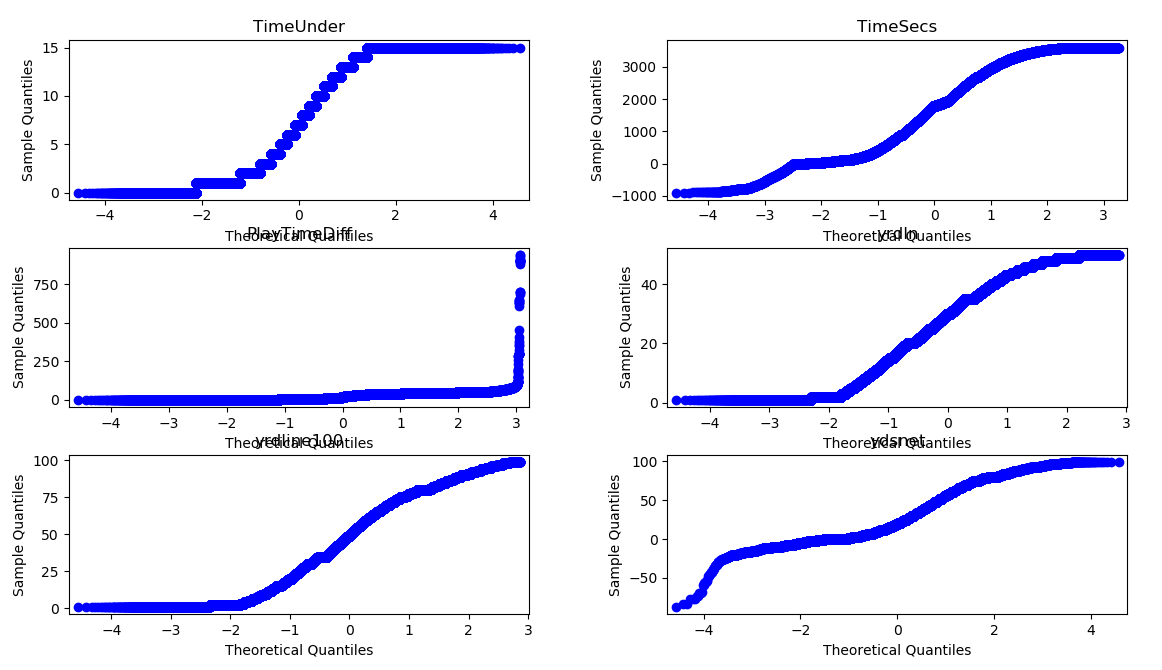 TimeUnder
Sample Quantiles
15
10
5
0
−4 −2 0 2 4
Theoretical Quantiles
TimeSecs
Sample Quantiles
3000
2000
1000
0
−1000
−4 −3 −2 −1 0 1 2 3
Theoretical Quantiles
PlayTimeDiff
Sample Quantiles
750
500
250
0
−4 −3 −2 −1 0 1 2 3
Theoretical Quantiles
yrdln
Sample Quantiles
40
20
0
−4 −3 −2 −1 0 1 2 3
Theoretical Quantiles
yrdline100
Sample Quantiles
100
75
50
25
0
−4 −3 −2 −1 0 1 2 3
Theoretical Quantiles
ydsnet
Sample Quantiles
100
50
0
−50
−4 −2 0 2 4
Theoretical Quantiles